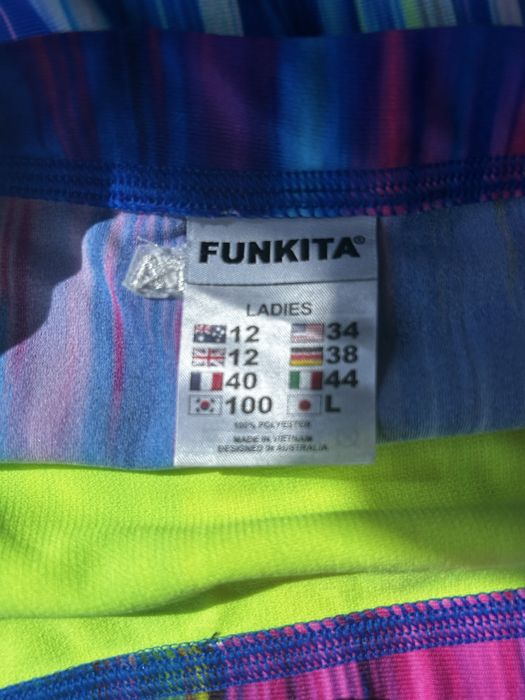 FUNKITA®
LADIES
12 34
12 38
40 44
100 L
100% POLYESTER
MADE IN VIETNAM
DESIGNED IN AUSTRALIA